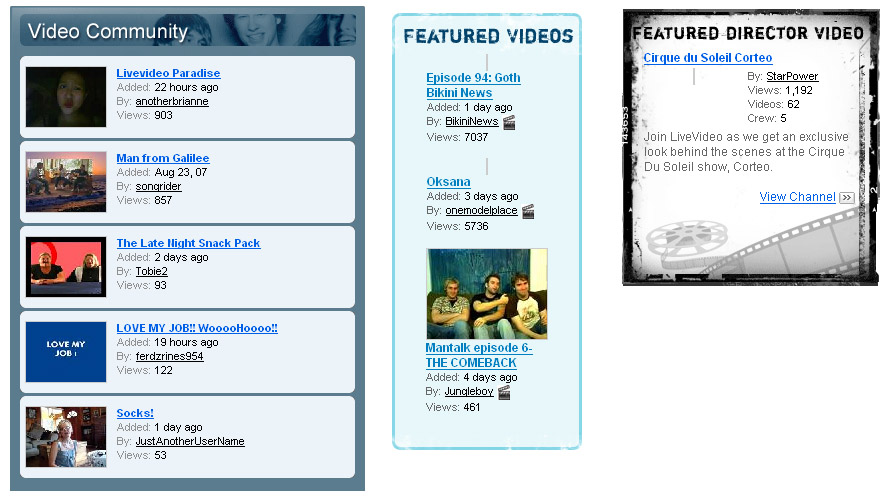 Video Community
Livevideo Paradise
Added: 22 hours ago
By: anotherbrianne
Views: 903
Man from Galilee
Added: Aug 23, 07
By: songrider
Views: 857
The Late Night Snack Pack
Added: 2 days ago
By: Tobie2
Views: 93
LOVE MY
JOB !
LOVE MY JOB!! WooooHoooo!!
Added: 19 hours ago
By: ferdzrines954
Views: 122
Socks!
Added: 1 day ago
By: JustAnotherUserName
Views: 53
FEATURED VIDEOS
Episode 94: Goth
Bikini News
Added: 1 day ago
By: BikiniNews
Views: 7037
Oksana
Added: 3 days ago
By: onemodelplace
Views: 5736
Mantalk episode 6-
THE COMEBACK
Added: 4 days ago
By: Jungleboy
Views: 461
FEATURED DIRECTOR VIDEO
Cirque du Soleil Corteo
By: StarPower
Views: 1,192
Videos: 62
Crew: 5
Join LiveVideo as we get an exclusive
look behind the scenes at the Cirque
Du Soleil show, Corteo.
View Channel >>
143653
2